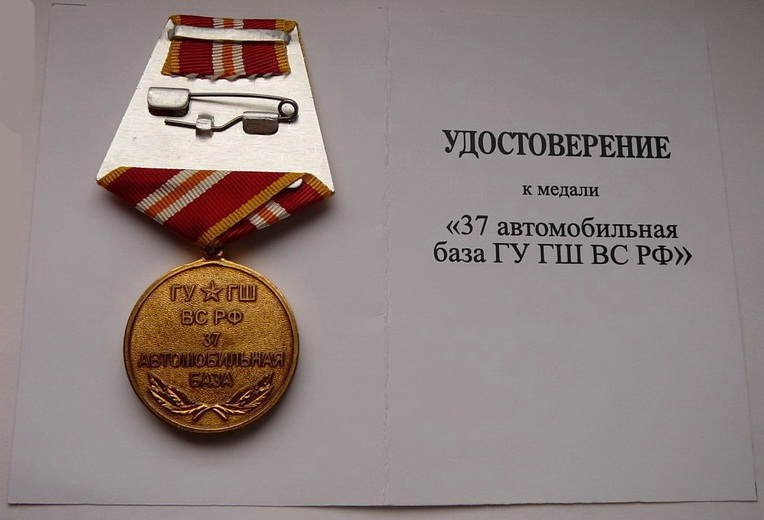 ГУ ГШ
ВС РФ
37
АВТОМОБИЛЬНАЯ
БАЗА
УДОСТОВЕРЕНИЕ
к медали
«37 автомобильная
база ГУ ГШ ВС РФ»